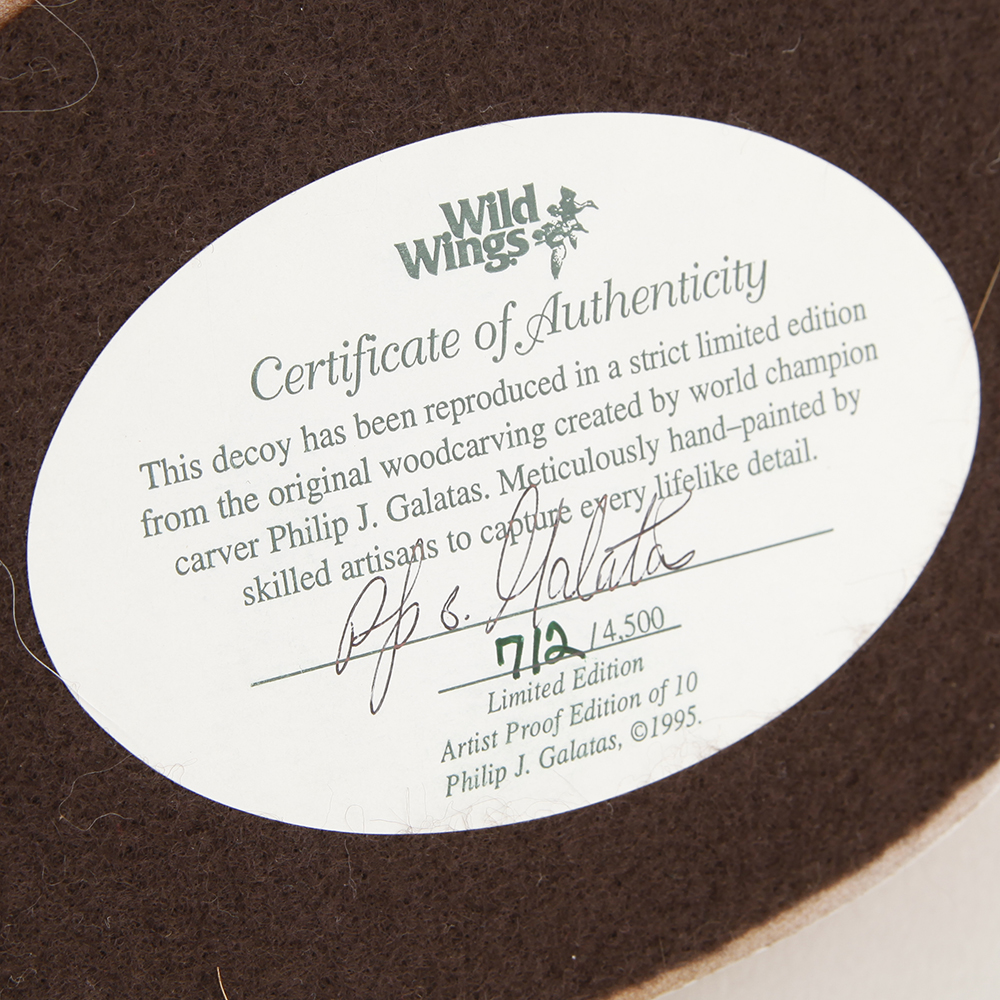 Wild
Wings
Certificate of Authenticity
This decoy has been reproduced in a strict limited edition
from the original woodcarving created by world champion
carver Philip J. Galatas. Meticulously hand–painted by
skilled artisans to capture every lifelike detail.
Galatas
712 /4,500
Limited Edition
Artist Proof Edition of 10
Philip J. Galatas, ©1995.